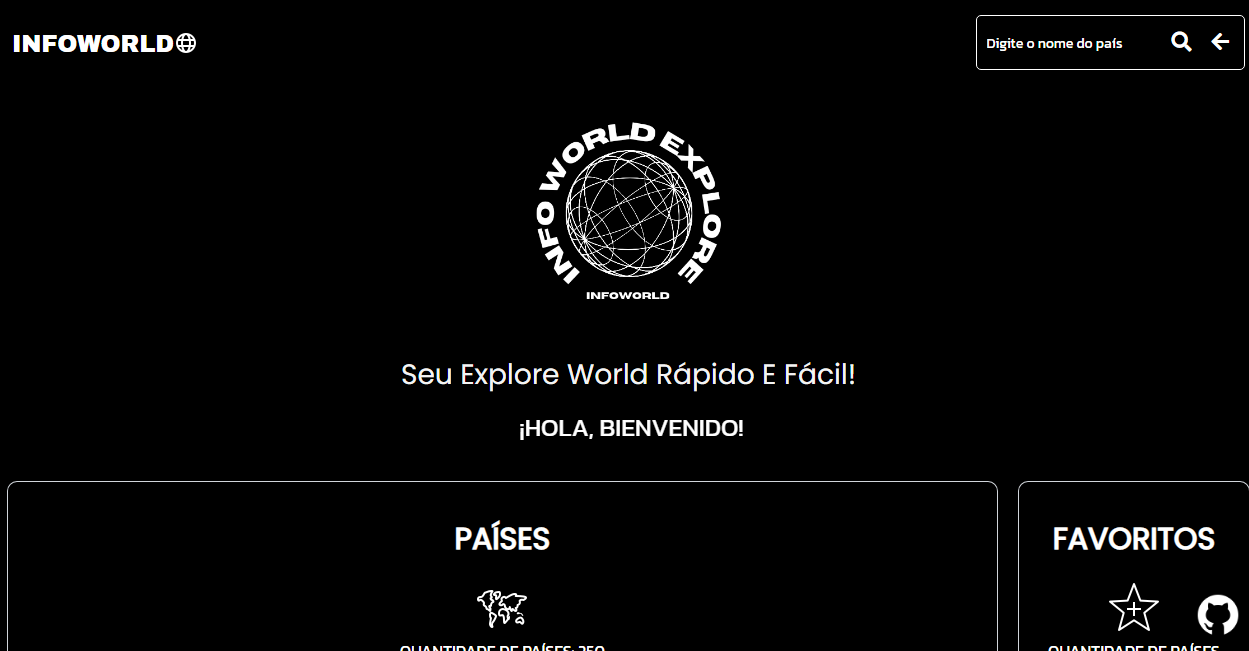 INFOWORLD
Digite o nome do país
INFO WORLD EXPLORE
INFOWORLD
Seu Explore World Rápido E Fácil!
¡HOLA, BIENVENIDO!
PAÍSES
QUANTIDADE DE PAÍSES: 250
FAVORITOS
QUANTIDADE DE PAÍSES